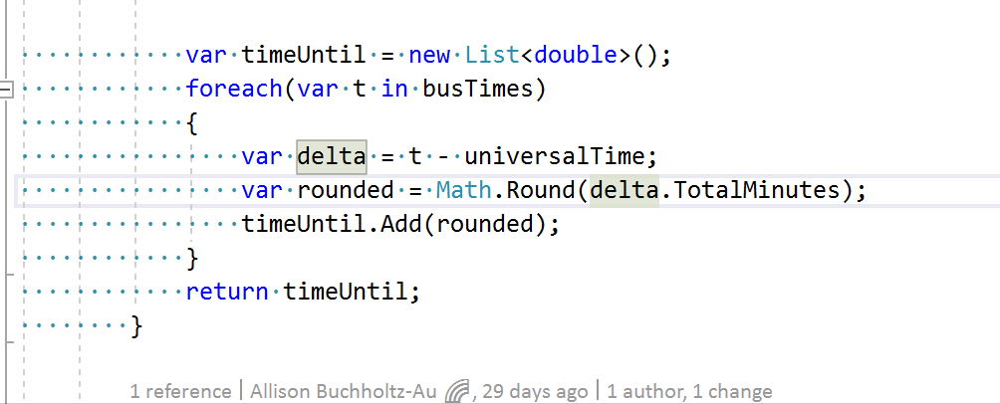 var timeUntil = new List<double>();
foreach(var t in busTimes)
{
var delta = t - universalTime;
var rounded = Math.Round(delta.TotalMinutes);
timeUntil.Add(rounded);
}
return timeUntil;
}
1 reference | Allison Buchholtz-Au , 29 days ago | 1 author, 1 change